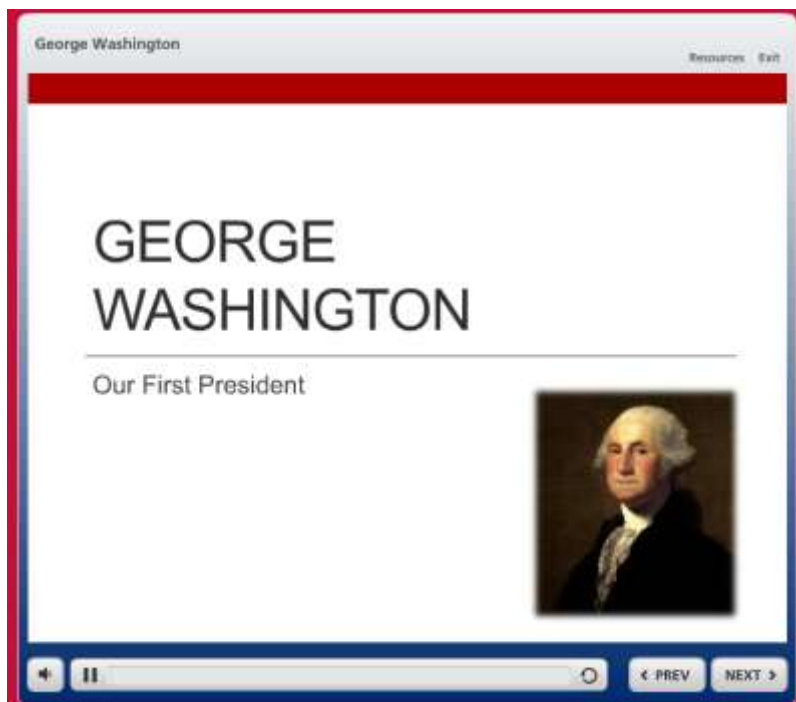 George Washington
Resources Exit
GEORGE
WASHINGTON
Our First President
PREV NEXT